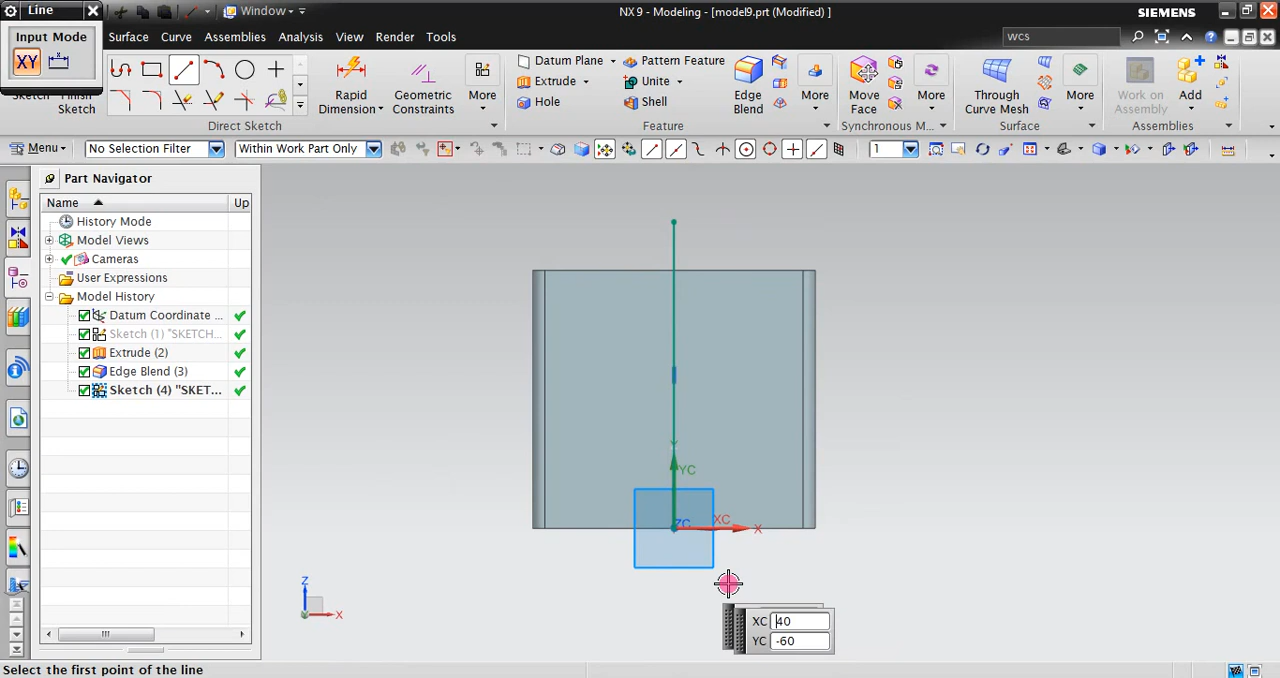 Line
Window
NX 9 - Modeling - [model9.prt (Modified) ]
SIEMENS
Input Mode
XY
Surface
Curve
Assemblies
Analysis
View
Render
Tools
wcs
Finish
Sketch
Rapid
Dimension
Geometric
Constraints
More
Direct Sketch
Datum Plane
Extrude
Hole
Pattern Feature
Unite
Shell
Edge
Blend
More
Feature
Move
Face
More
Synchronous M...
Through
Curve Mesh
More
Surface
Work on
Assembly
Add
Assemblies
Menu
No Selection Filter
Within Work Part Only
1
Part Navigator
Name
Up
History Mode
Model Views
Cameras
User Expressions
Model History
Datum Coordinate ...
Sketch (1) "SKETCH...
Extrude (2)
Edge Blend (3)
Sketch (4) "SKET...
YC
ZC
XC
X
Z
X
XC 40
YC -60
Select the first point of the line